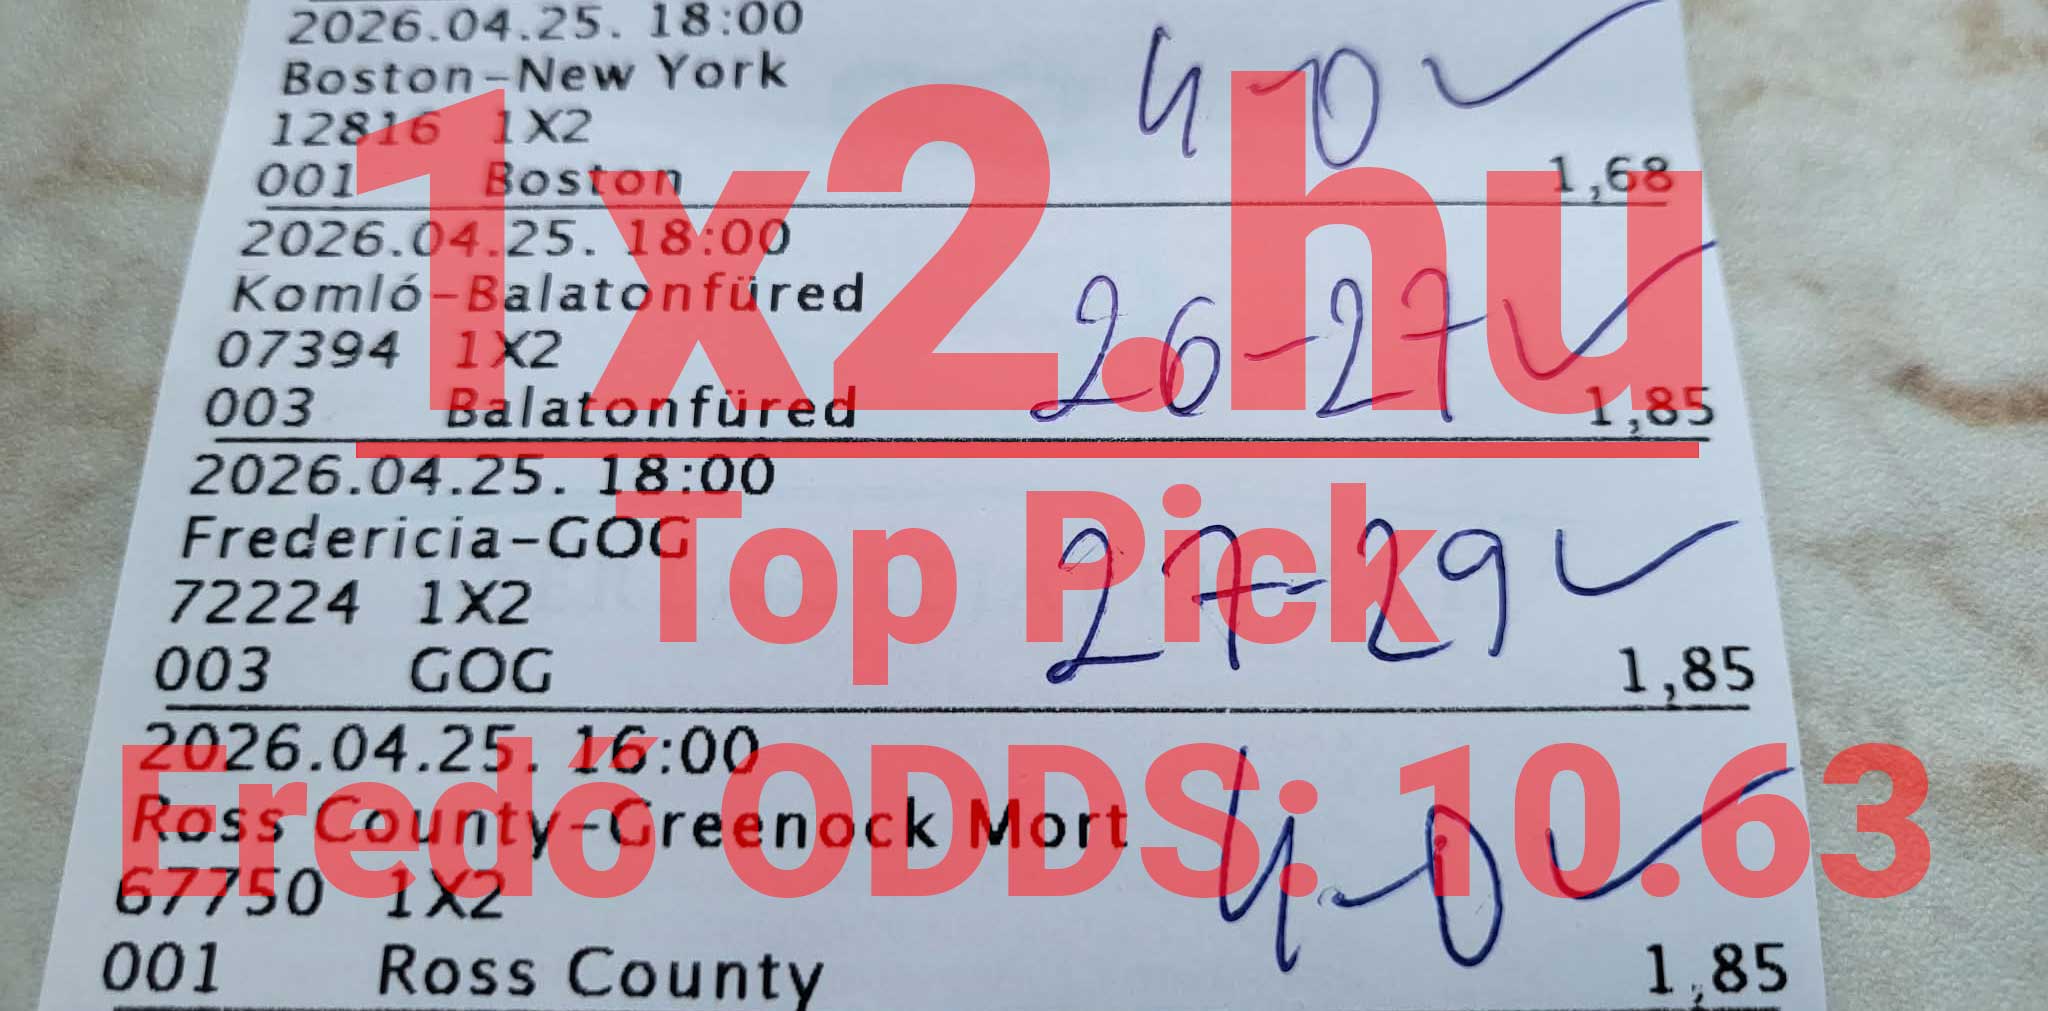 2026.04.25. 18:00
Boston-New York
4-0 ✓
12816 1X2
001 Boston 1,68
2026.04.25. 18:00
Komló-Balatonfüred
26-27 ✓
07394 1X2
003 Balatonfüred 1,85
2026.04.25. 18:00
Fredericia-GOG
27-29 ✓
72224 1X2
003 GOG 1,85
2026.04.25. 16:00
Ross County-Greenock Mort
4-0 ✓
67750 1X2
001 Ross County 1,85
1x2.hu
Top Pick
Eredő ODDS: 10.63